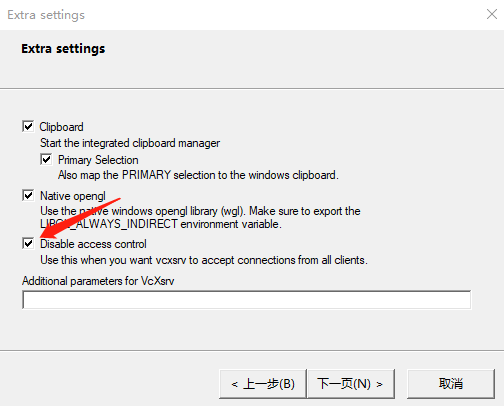 Extra settings
Extra settings
Clipboard
Start the integrated clipboard manager
Primary Selection
Also map the PRIMARY selection to the windows clipboard.
Native opengl
Use the native windows opengl library (wgl). Make sure to export the
LIBGL_ALWAYS_INDIRECT environment variable.
Disable access control
Use this when you want vcxsrv to accept connections from all clients.
Additional parameters for VcXsrv
< 上一步(B) 下一页(N) > 取消